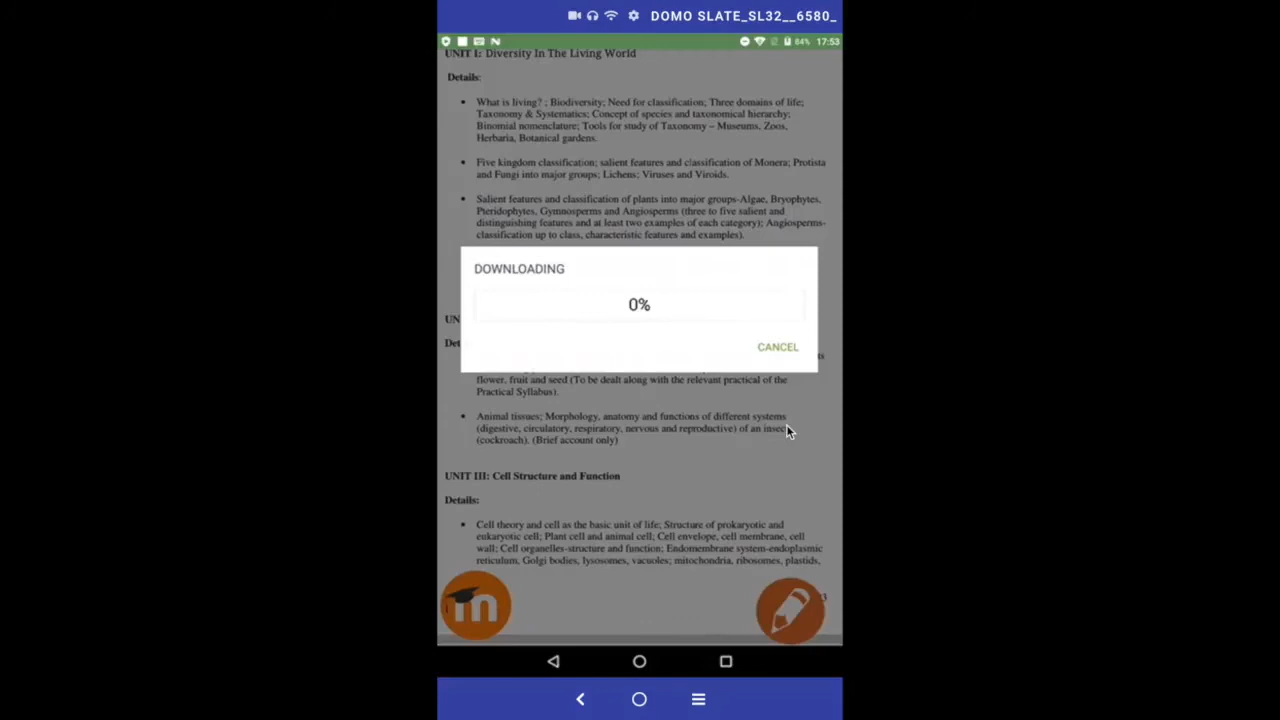 DOMO SLATE_SL32__6580_
84% 17:53
UNIT I: Diversity In The Living World
Details:
• What is living? ; Biodiversity; Need for classification; Three domains of life;
Taxonomy & Systematics; Concept of species and taxonomical hierarchy;
Binomial nomenclature; Tools for study of Taxonomy – Museums, Zoos,
Herbaria, Botanical gardens.
• Five kingdom classification; salient features and classification of Monera; Protista
and Fungi into major groups; Lichens; Viruses and Viroids.
• Salient features and classification of plants into major groups-Algae, Bryophytes,
Pteridophytes, Gymnosperms and Angiosperms (three to five salient and
distinguishing features and at least two examples of each category); Angiosperms-
classification up to class, characteristic features and examples).
DOWNLOADING
0%
UN
Det
CANCEL
flower, fruit and seed (To be dealt along with the relevant practical of the
Practical Syllabus).
• Animal tissues; Morphology, anatomy and functions of different systems
(digestive, circulatory, respiratory, nervous and reproductive) of an insect
(cockroach). (Brief account only)
UNIT III: Cell Structure and Function
Details:
• Cell theory and cell as the basic unit of life; Structure of prokaryotic and
eukaryotic cell; Plant cell and animal cell; Cell envelope, cell membrane, cell
wall; Cell organelles-structure and function; Endomembrane system-endoplasmic
reticulum, Golgi bodies, lysosomes, vacuoles; mitochondria, ribosomes, plastids,
m